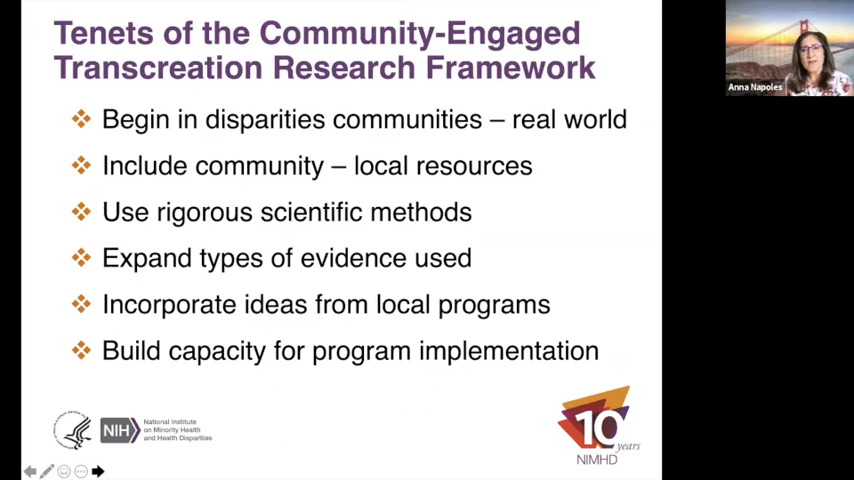 Tenets of the Community-Engaged
Transcreation Research Framework
Begin in disparities communities – real world
Include community – local resources
Use rigorous scientific methods
Expand types of evidence used
Incorporate ideas from local programs
Build capacity for program implementation
NIH
National Institute
on Minority Health
and Health Disparities
10
years
NIMHD
Anna Napoles